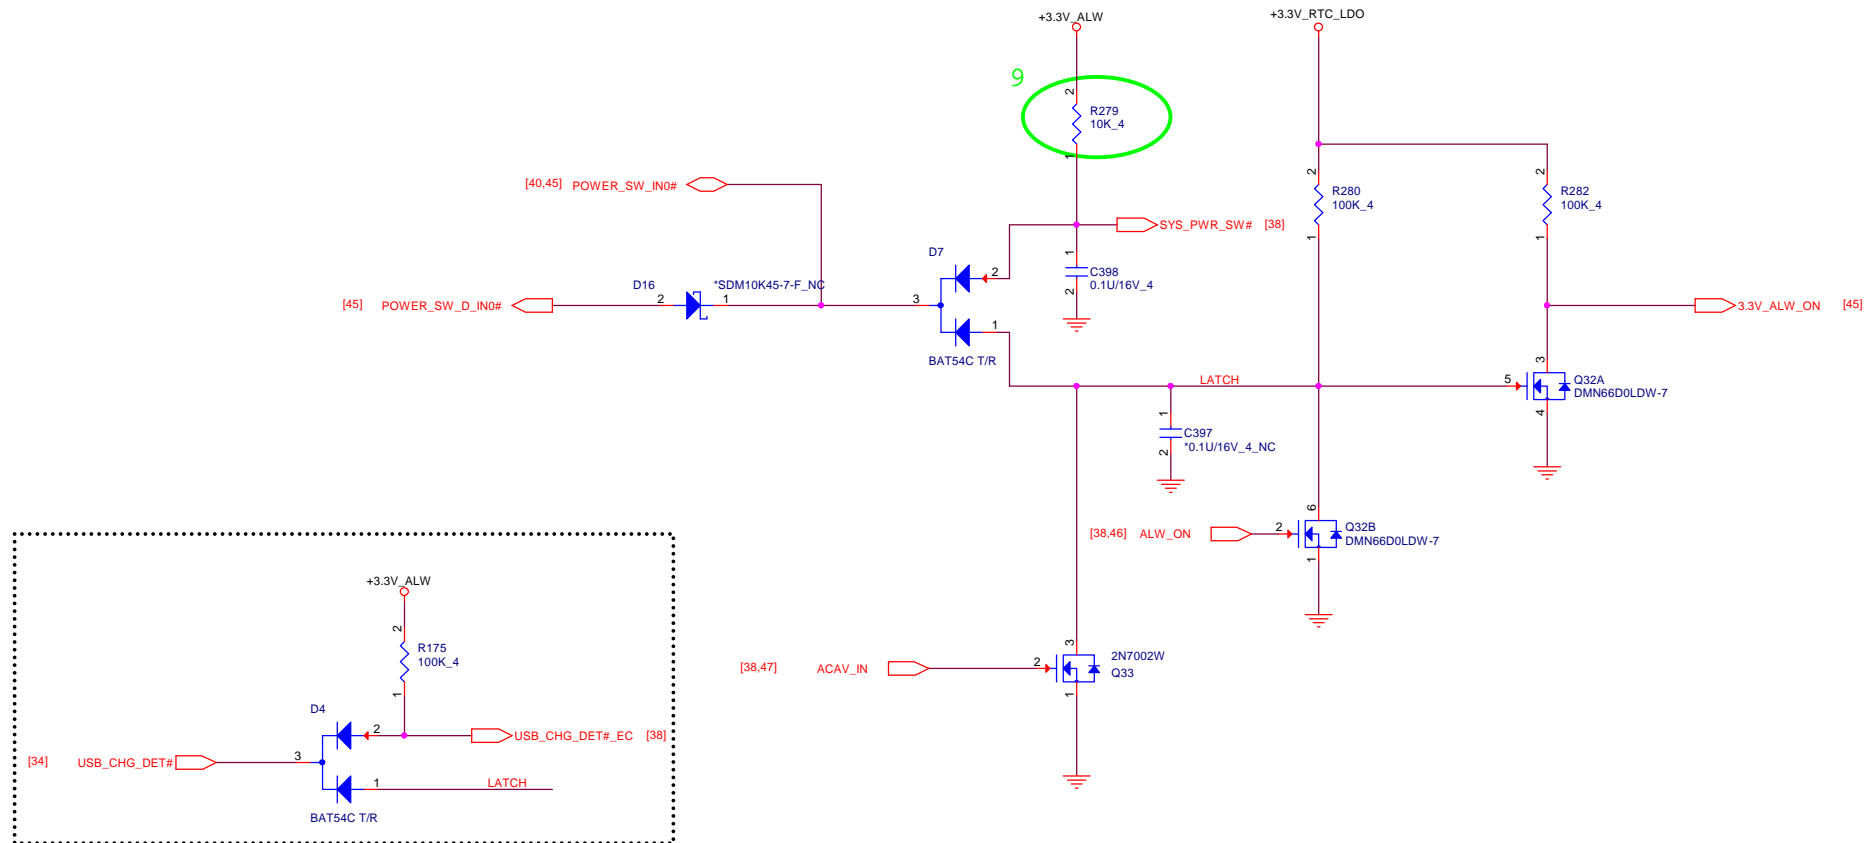 +3.3V_ALW
+3.3V_RTC_LDO
9
2
R279
10K_4
1
[40,45] POWER_SW_IN0#
2
R280
100K_4
1
2
R282
100K_4
1
SYS_PWR_SW# [38]
D7
2
1
C398
0.1U/16V_4
2
D16
*SDM10K45-7-F_NC
[45] POWER_SW_D_IN0#
2
1
3
3.3V_ALW_ON [45]
1
BAT54C T/R
LATCH
3
5
Q32A
DMN66D0LDW-7
4
1
C397
*0.1U/16V_4_NC
2
6
[38,46] ALW_ON
2
Q32B
DMN66D0LDW-7
1
+3.3V_ALW
2
R175
100K_4
1
3
2N7002W
[38,47] ACAV_IN
2
Q33
1
D4
2
USB_CHG_DET#_EC [38]
[34] USB_CHG_DET#
3
1
LATCH
BAT54C T/R